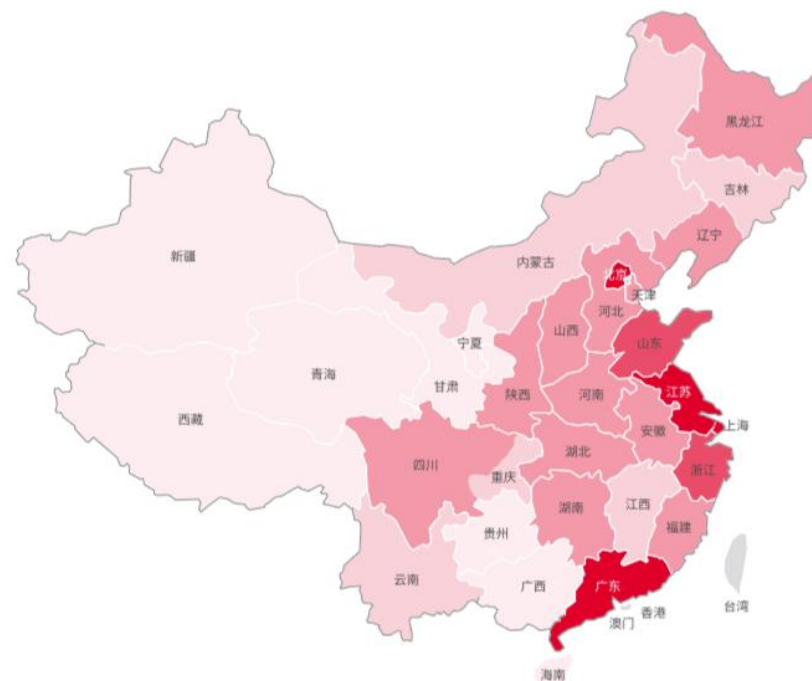 黑龙江
吉林
辽宁
新疆
内蒙古
北京
天津
河北
山西
山东
宁夏
青海
甘肃
陕西
河南
江苏
西藏
安徽
上海
四川
湖北
浙江
重庆
湖南
江西
福建
贵州
云南
广西
广东
香港
澳门
台湾
海南